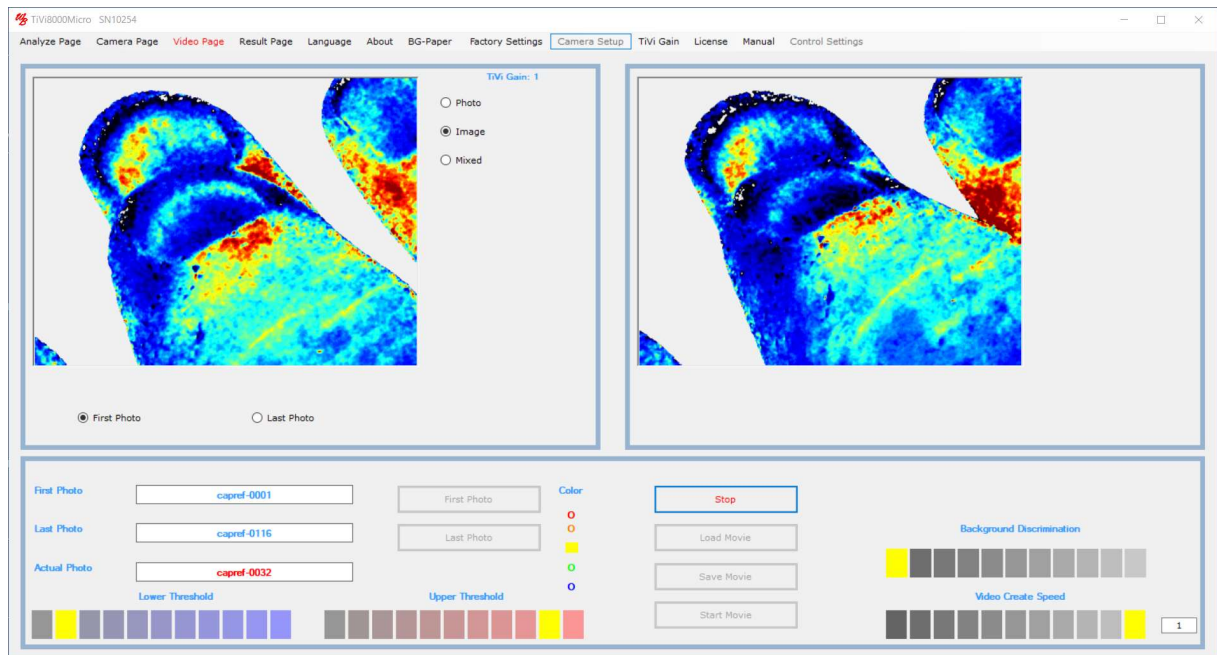 TiVi8000Micro SN10254
Analyze Page Camera Page Video Page Result Page Language About BG-Paper Factory Settings Camera Setup TiVi Gain License Manual Control Settings
TiVi Gain: 1
Photo
Image
Mixed
First Photo Last Photo
First Photo capref-0001 First Photo Color Stop
Last Photo capref-0116 Last Photo Load Movie Background Discrimination
Actual Photo capref-0032 Save Movie
Lower Threshold Upper Threshold Start Movie Video Create Speed
1